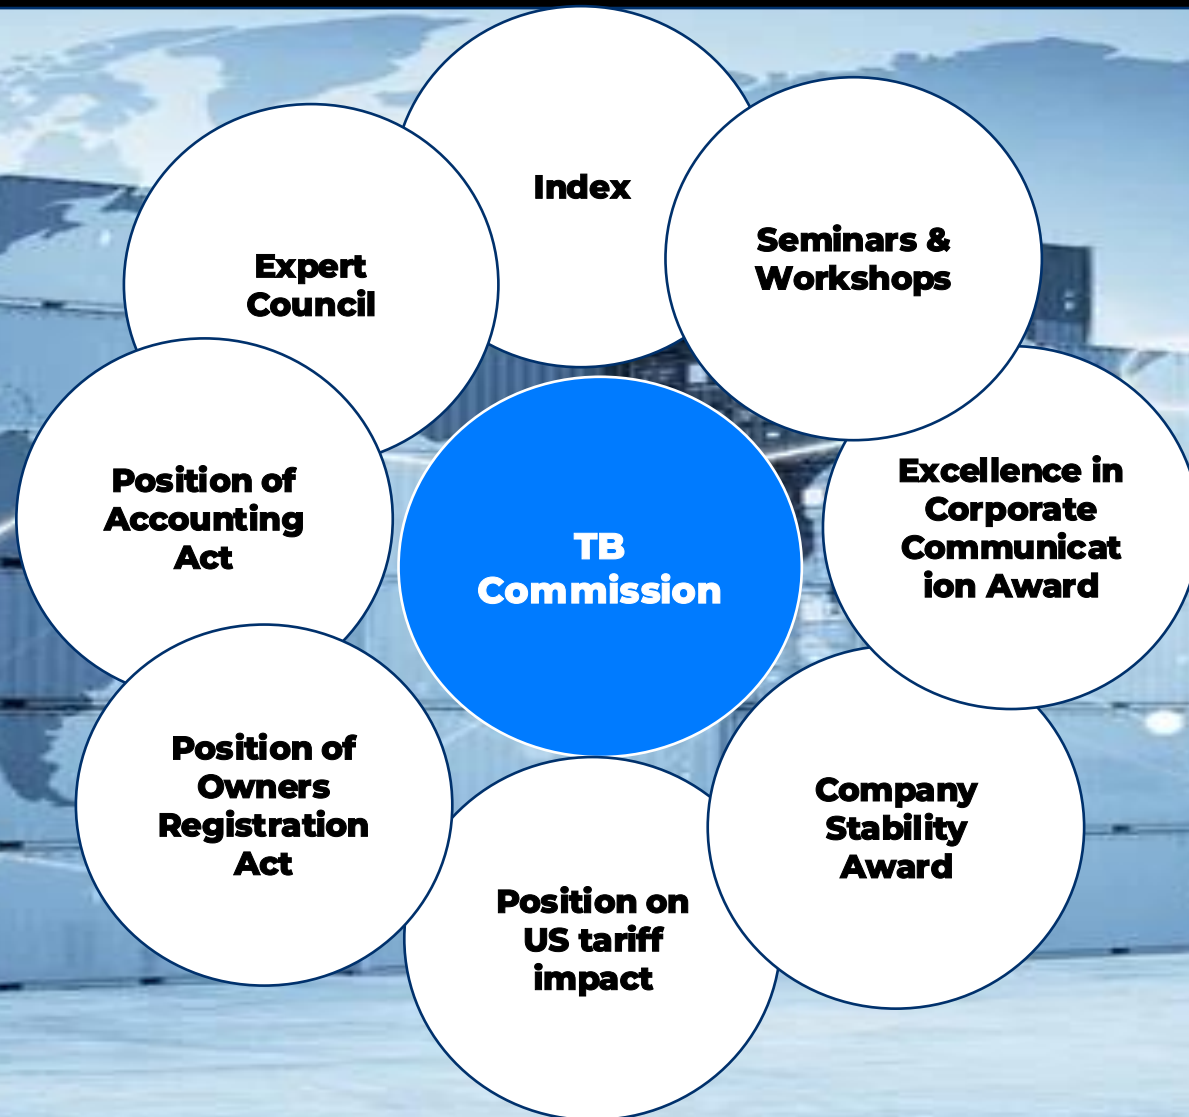 Index
Seminars &
Workshops
Expert
Council
Excellence in
Corporate
Communicat
ion Award
Position of
Accounting
Act
TB
Commission
Position of
Owners
Registration
Act
Company
Stability
Award
Position on
US tariff
impact